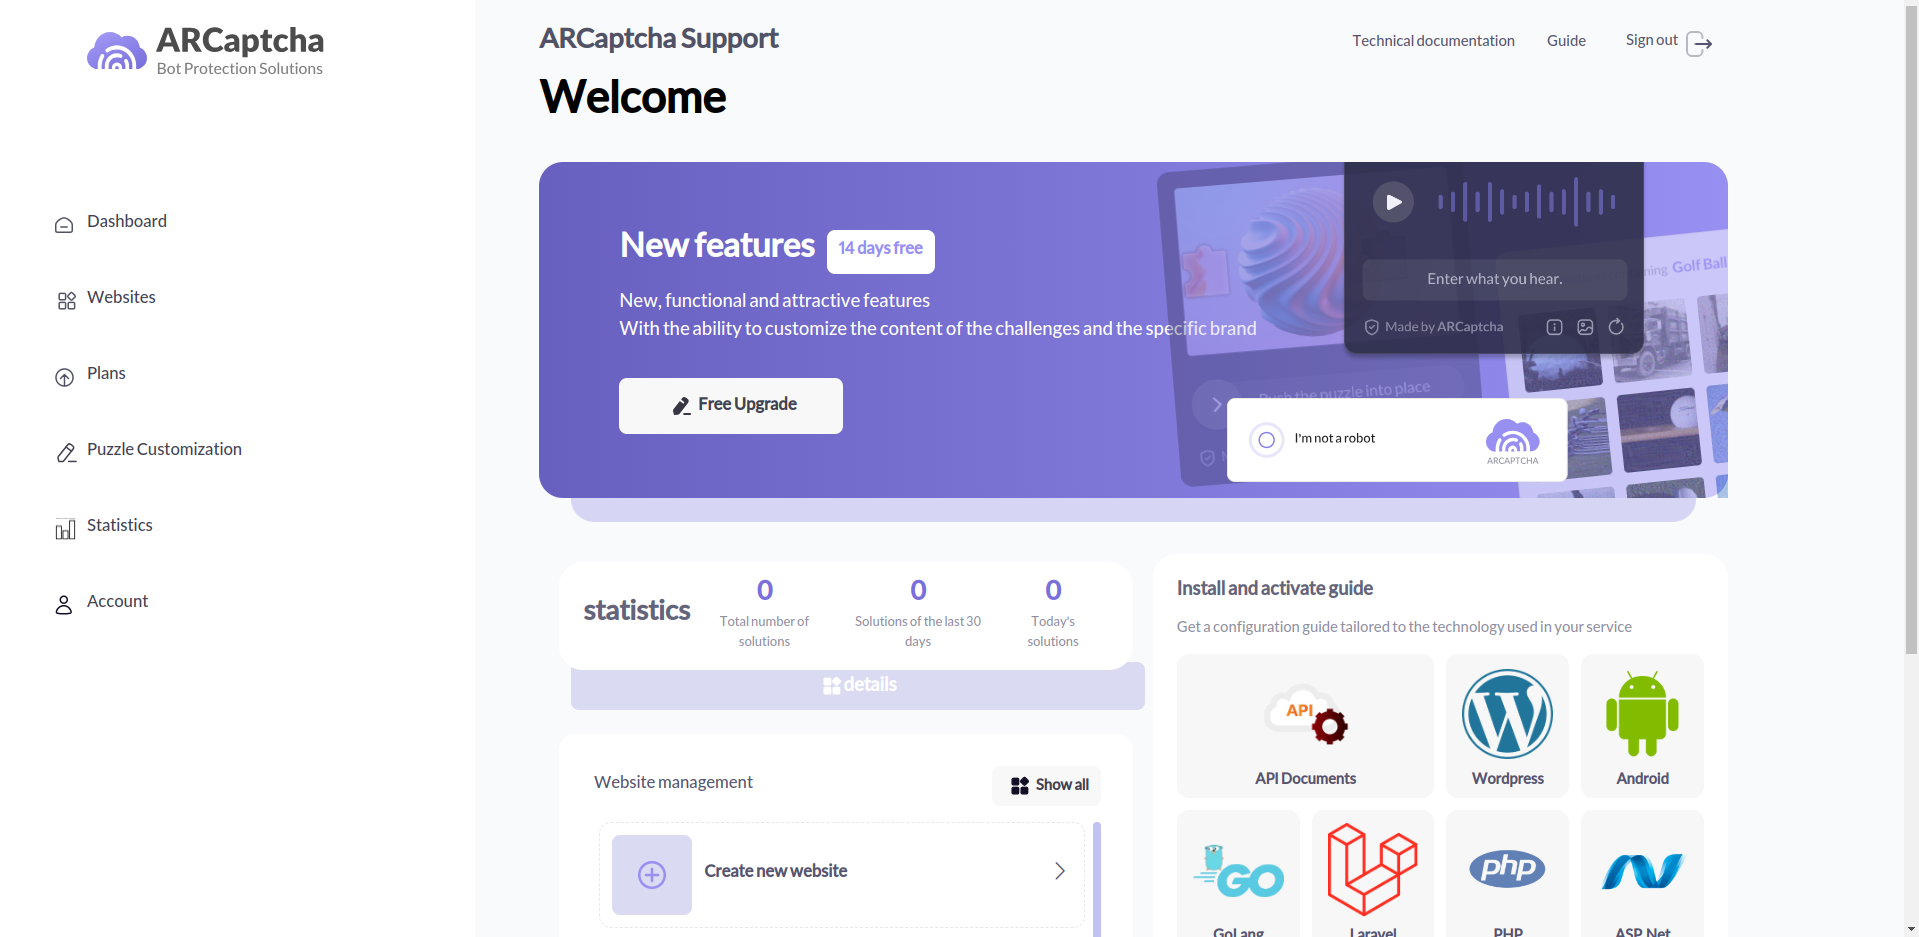 ARCaptcha
Bot Protection Solutions
Dashboard
Websites
Plans
Puzzle Customization
Statistics
Account
ARCaptcha Support
Technical documentation
Guide
Sign out
Welcome
New features
14 days free
New, functional and attractive features
With the ability to customize the content of the challenges and the specific brand
Free Upgrade
Enter what you hear.
Made by ARCaptcha
Golf Ball
Push the puzzle into place
I'm not a robot
ARCAPTCHA
statistics
0
Total number of
solutions
0
Solutions of the last 30
days
0
Today's
solutions
details
Website management
Show all
Create new website
Install and activate guide
Get a configuration guide tailored to the technology used in your service
API
API Documents
Wordpress
Android
GO
GoLang
Laravel
php
PHP
ASP Net